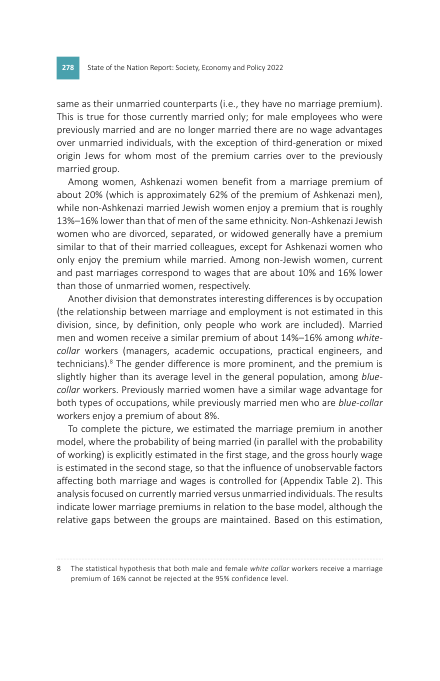 278 State of the Nation Report: Society, Economy and Policy 2022
same as their unmarried counterparts (i.e., they have no marriage premium).
This is true for those currently married only; for male employees who were
previously married and are no longer married there are no wage advantages
over unmarried individuals, with the exception of third-generation or mixed
origin Jews for whom most of the premium carries over to the previously
married group.
Among women, Ashkenazi women benefit from a marriage premium of
about 20% (which is approximately 62% of the premium of Ashkenazi men),
while non-Ashkenazi married Jewish women enjoy a premium that is roughly
13%–16% lower than that of men of the same ethnicity. Non-Ashkenazi Jewish
women who are divorced, separated, or widowed generally have a premium
similar to that of their married colleagues, except for Ashkenazi women who
only enjoy the premium while married. Among non-Jewish women, current
and past marriages correspond to wages that are about 10% and 16% lower
than those of unmarried women, respectively.
Another division that demonstrates interesting differences is by occupation
(the relationship between marriage and employment is not estimated in this
division, since, by definition, only people who work are included). Married
men and women receive a similar premium of about 14%–16% among white-
collar workers (managers, academic occupations, practical engineers, and
technicians).8 The gender difference is more prominent, and the premium is
slightly higher than its average level in the general population, among blue-
collar workers. Previously married women have a similar wage advantage for
both types of occupations, while previously married men who are blue-collar
workers enjoy a premium of about 8%.
To complete the picture, we estimated the marriage premium in another
model, where the probability of being married (in parallel with the probability
of working) is explicitly estimated in the first stage, and the gross hourly wage
is estimated in the second stage, so that the influence of unobservable factors
affecting both marriage and wages is controlled for (Appendix Table 2). This
analysis focused on currently married versus unmarried individuals. The results
indicate lower marriage premiums in relation to the base model, although the
relative gaps between the groups are maintained. Based on this estimation,
8 The statistical hypothesis that both male and female white collar workers receive a marriage
premium of 16% cannot be rejected at the 95% confidence level.